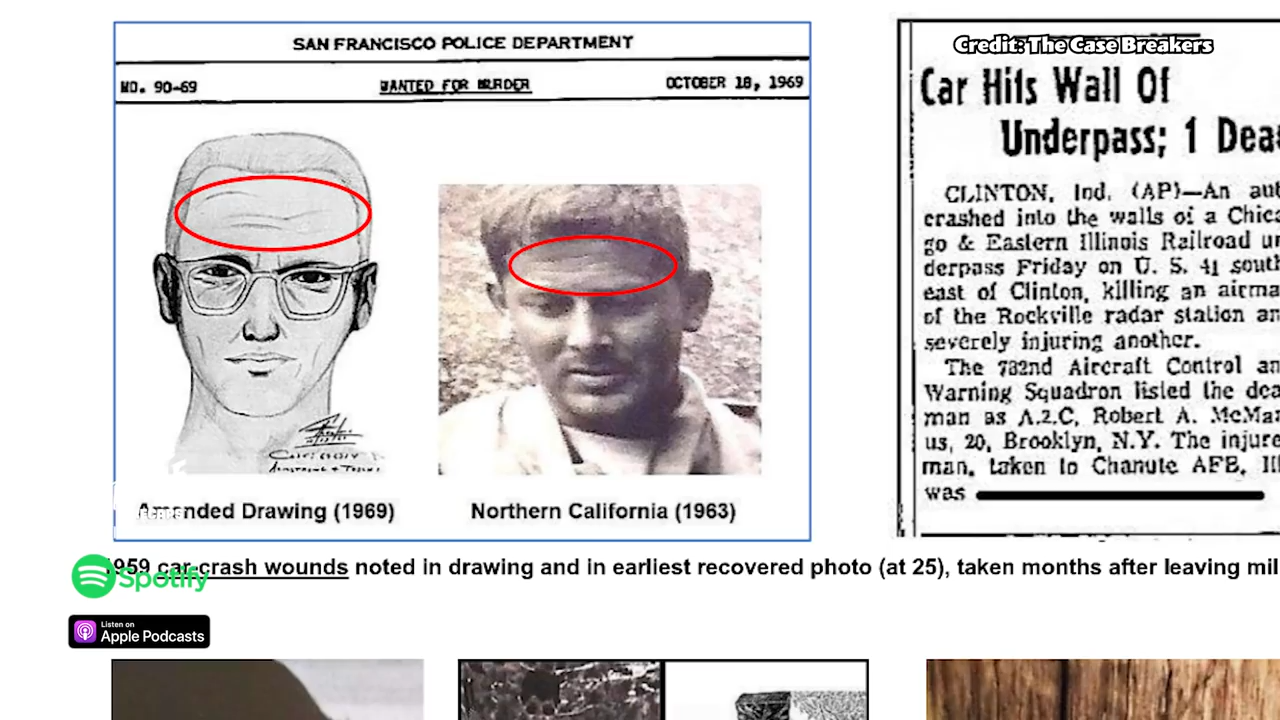 SAN FRANCISCO POLICE DEPARTMENT
NO. 90-69 WANTED FOR MURDER OCTOBER 18, 1969
Amended Drawing (1969)
Northern California (1963)
Credit: The Case Breakers
Car Hits Wall Of
Underpass; 1 Dea
CLINTON, Ind. (AP)—An aut
crashed into the walls of a Chica
go & Eastern Illinois Railroad un
derpass Friday on U. S. 41 south
east of Clinton, killing an airma
of the Rockville radar station an
severely injuring another.
The 782nd Aircraft Control an
Warning Squadron listed the dea
man as A.2.C. Robert A. McMa
us, 20, Brooklyn, N.Y. The injure
man, taken to Chanute AFB, Ill
was
1959 car-crash wounds noted in drawing and in earliest recovered photo (at 25), taken months after leaving mil
Spotify
Listen on
Apple Podcasts